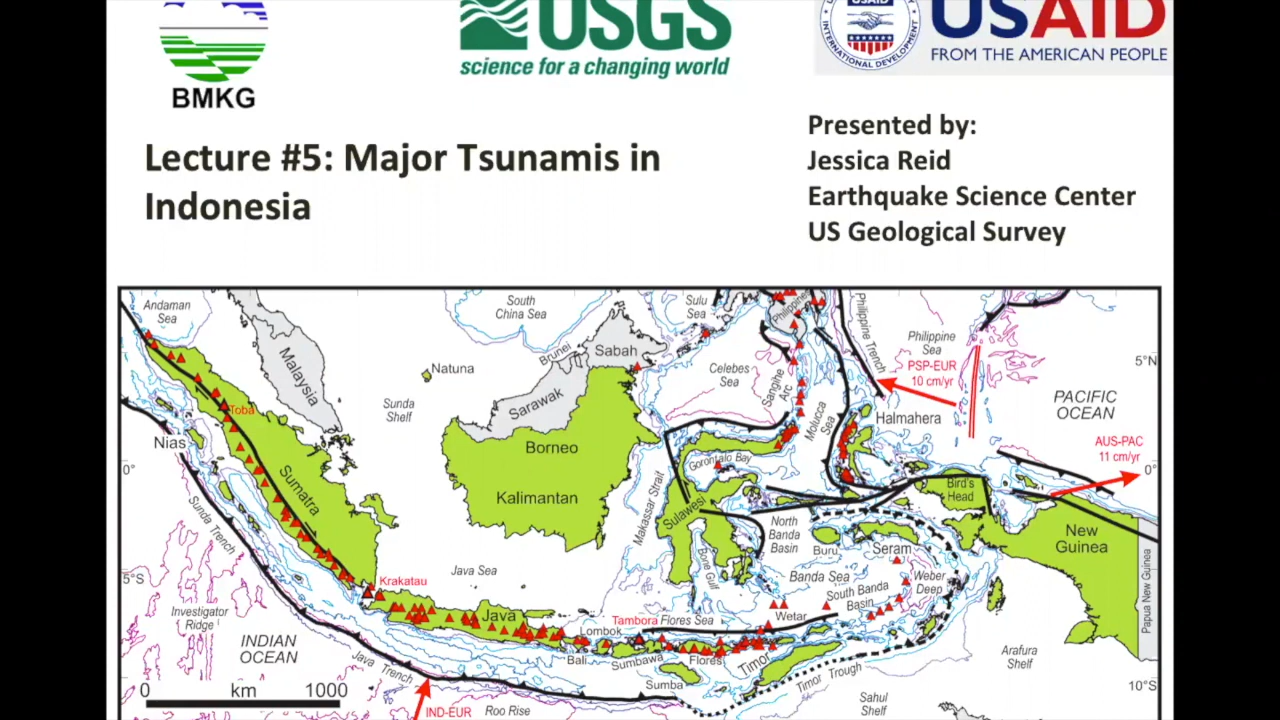 BMKG
USGS
science for a changing world
INTERNATIONAL DEVELOPMENT
USAID
FROM THE AMERICAN PEOPLE
Lecture #5: Major Tsunamis in
Indonesia
Presented by:
Jessica Reid
Earthquake Science Center
US Geological Survey
Andaman
Sea
South
China Sea
Sulu
Sea
Philippines
Philippine Trench
Philippine
Sea
5°N
Malaysia
Natuna
Brunei
Sabah
Celebes
Sea
Sangihe
Arc
PSP-EUR
10 cm/yr
PACIFIC
OCEAN
Toba
Sunda
Shelf
Sarawak
Molucca
Sea
Halmahera
Nias
Borneo
AUS-PAC
11 cm/yr
0°
0°
Sumatra
Kalimantan
Makassar Strait
Gorontalo Bay
Bird's
Head
Sunda Trench
Sulawesi
North
Banda
Basin
New
Guinea
Buru
Seram
Bone Gulf
5°S
Java Sea
Banda Sea
Weber
Deep
Krakatau
South Banda
Basin
Papua New Guinea
Investigator
Ridge
Java
Tambora
Flores Sea
Wetar
Lombok
INDIAN
OCEAN
Java Trench
Bali
Sumbawa
Flores
Timor
Arafura
Shelf
Sumba
Timor Trough
10°S
0 km 1000
IND-EUR
Roo Rise
Sahul
Shelf